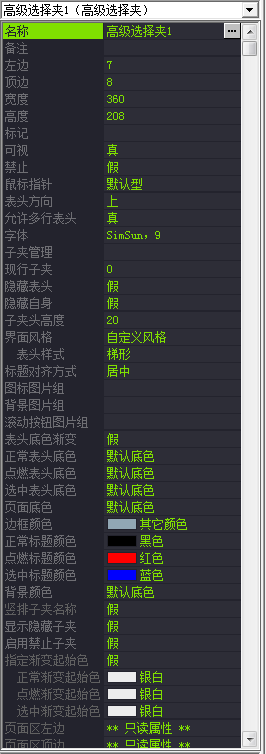 高级选择夹1（高级选择夹）
名称 高级选择夹1 ...
备注
左边 7
顶边 8
宽度 360
高度 208
标记
可视 真
禁止 假
鼠标指针 默认型
表头方向 上
允许多行表头 真
字体 SimSun，9
子夹管理
现行子夹 0
隐藏表头 假
隐藏自身 假
子夹头高度 20
界面风格 自定义风格
表头样式 梯形
标题对齐方式 居中
图标图片组
背景图片组
滚动按钮图片组
表头底色渐变 假
正常表头底色 默认底色
点燃表头底色 默认底色
选中表头底色 默认底色
页面底色 默认底色
边框颜色 其它颜色
正常标题颜色 黑色
点燃标题颜色 红色
选中标题颜色 蓝色
背景颜色 默认底色
竖排子夹名称 假
显示隐藏子夹 假
启用禁止子夹 假
指定渐变起始色 假
正常渐变起始色 银白
点燃渐变起始色 银白
选中渐变起始色 银白
页面区左边 ** 只读属性 **
页面区顶边 ** 只读属性 **